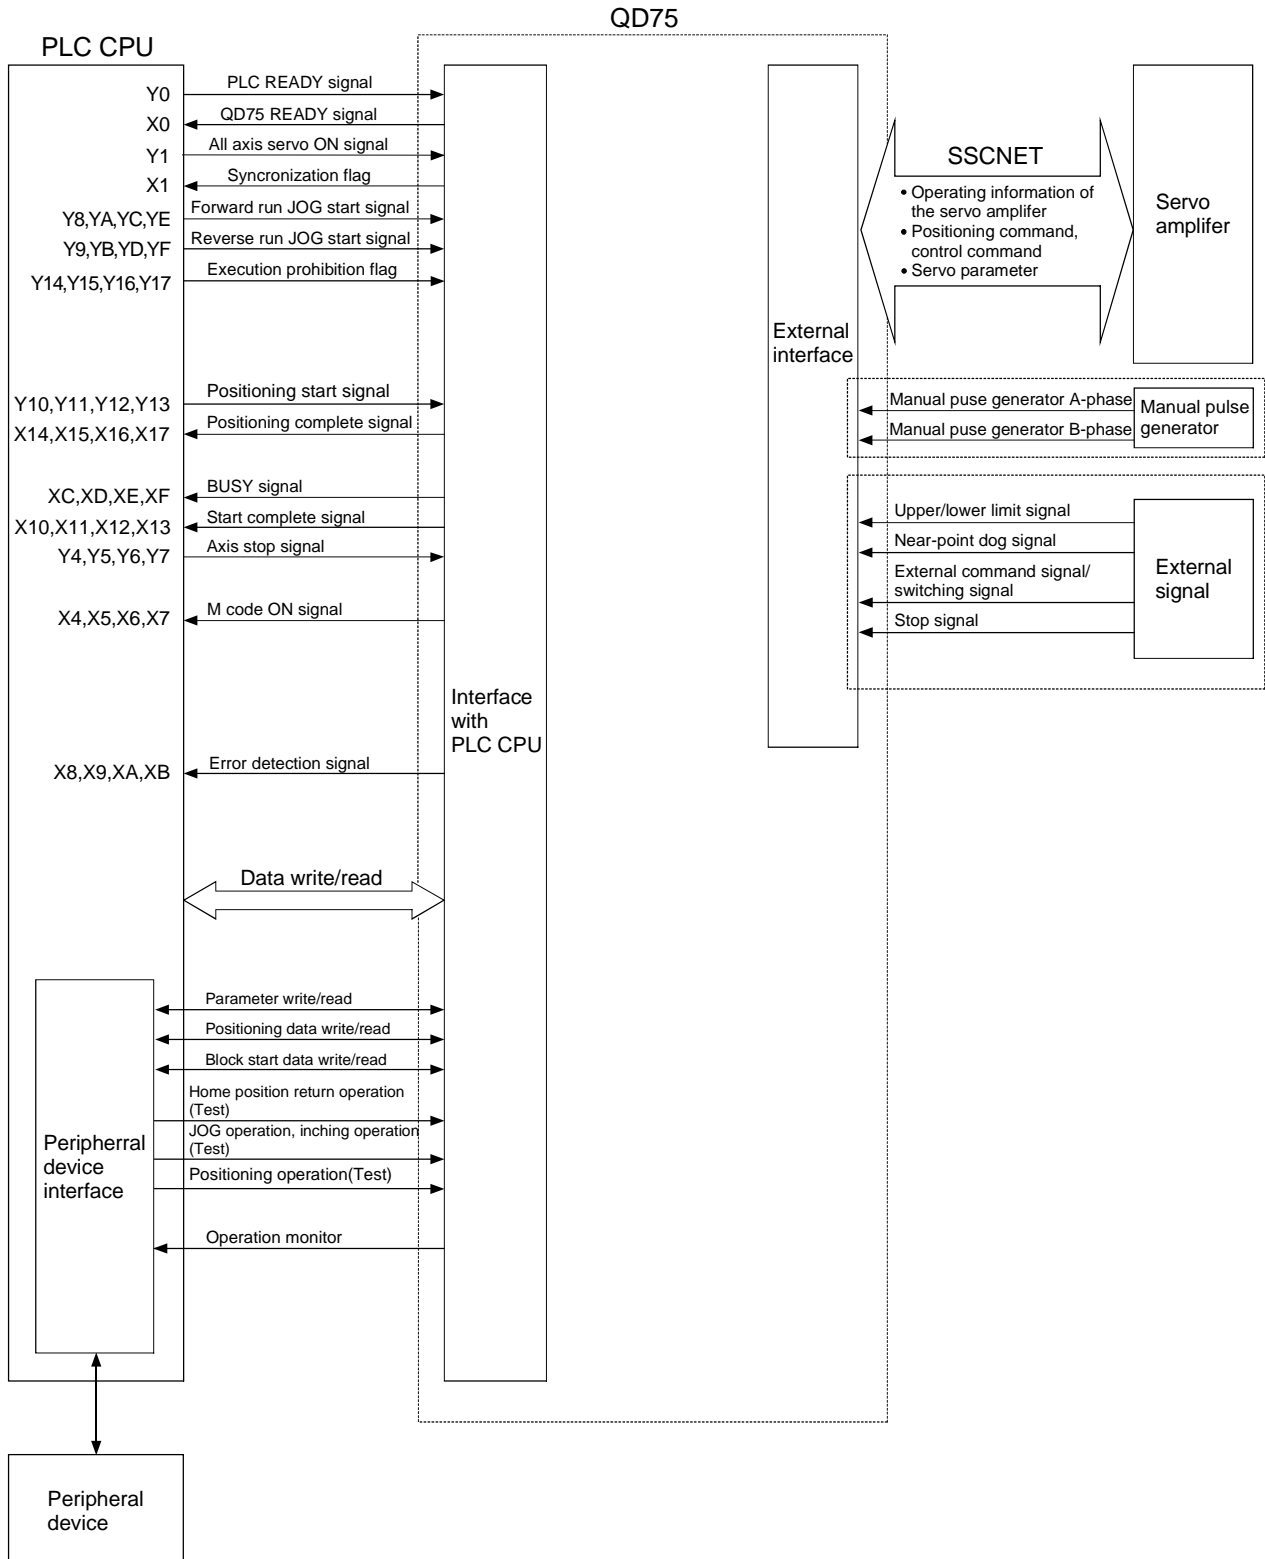 QD75
PLC CPU
Y0
PLC READY signal
X0
QD75 READY signal
Y1
All axis servo ON signal
X1
Syncronization flag
Y8,YA,YC,YE
Forward run JOG start signal
Y9,YB,YD,YF
Reverse run JOG start signal
Y14,Y15,Y16,Y17
Execution prohibition flag
Y10,Y11,Y12,Y13
Positioning start signal
X14,X15,X16,X17
Positioning complete signal
XC,XD,XE,XF
BUSY signal
X10,X11,X12,X13
Start complete signal
Y4,Y5,Y6,Y7
Axis stop signal
X4,X5,X6,X7
M code ON signal
X8,X9,XA,XB
Error detection signal
Data write/read
Interface
with
PLC CPU
Parameter write/read
Positioning data write/read
Block start data write/read
Home position return operation
(Test)
JOG operation, inching operation
(Test)
Positioning operation(Test)
Operation monitor
Peripherral
device
interface
Peripheral
device
External
interface
SSCNET
• Operating information of
the servo amplifer
• Positioning command,
control command
• Servo parameter
Servo
amplifer
Manual puse generator A-phase
Manual puse generator B-phase
Manual pulse
generator
Upper/lower limit signal
Near-point dog signal
External command signal/
switching signal
Stop signal
External
signal